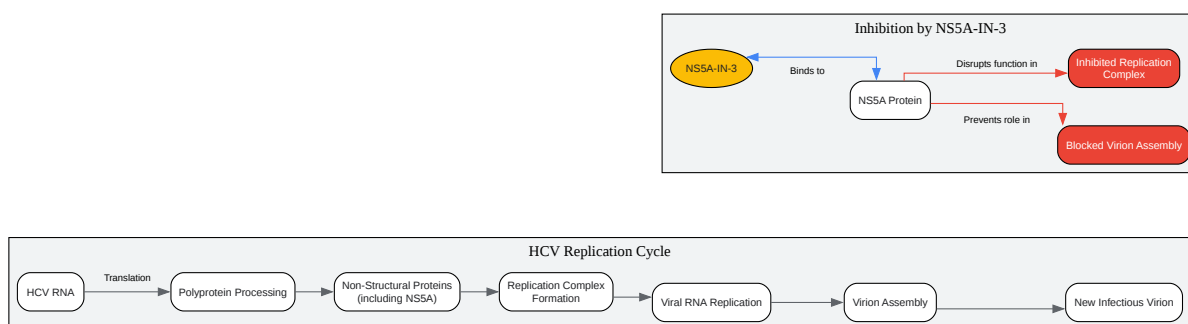 Inhibition by NS5A-IN-3
NS5A-IN-3
Binds to
NS5A Protein
Disrupts function in
Inhibited Replication
Complex
Prevents role in
Blocked Virion Assembly
HCV Replication Cycle
HCV RNA
Translation
Polyprotein Processing
Non-Structural Proteins
(including NS5A)
Replication Complex
Formation
Viral RNA Replication
Virion Assembly
New Infectious Virion